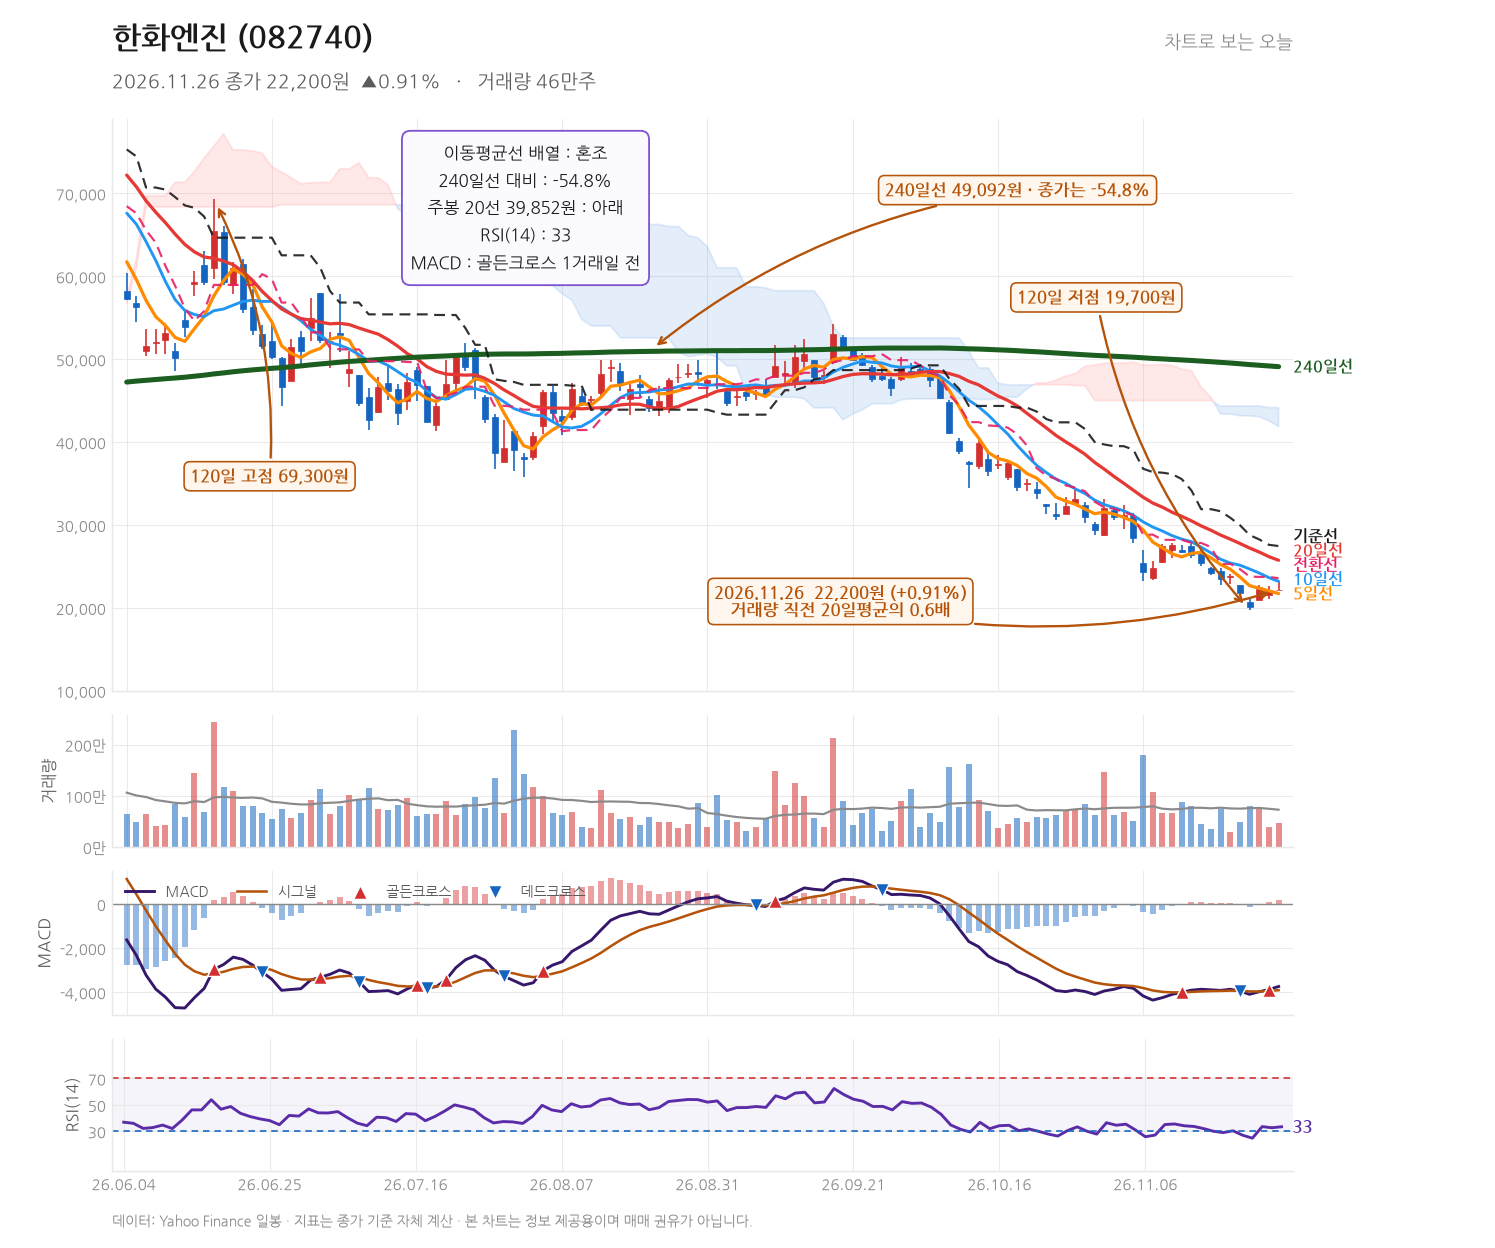 한화엔진 (082740)
차트로 보는 오늘
2026.11.26 종가 22,200원 ▲0.91% · 거래량 46만주
이동평균선 배열 : 혼조
240일선 대비 : -54.8%
주봉 20선 39,852원 : 아래
RSI(14) : 33
MACD : 골든크로스 1거래일 전
240일선 49,092원 · 종가는 -54.8%
120일 저점 19,700원
120일 고점 69,300원
2026.11.26 22,200원 (+0.91%)
거래량 직전 20일평균의 0.6배
70,000
60,000
50,000
40,000
30,000
20,000
10,000
240일선
기준선
20일선
전환선
10일선
5일선
거래량
200만
100만
0만
MACD
MACD 시그널 골든크로스 데드크로스
0
-2,000
-4,000
RSI(14)
70
50
30
33
26.06.04 26.06.25 26.07.16 26.08.07 26.08.31 26.09.21 26.10.16 26.11.06
데이터: Yahoo Finance 일봉 · 지표는 종가 기준 자체 계산 · 본 차트는 정보 제공용이며 매매 권유가 아닙니다.